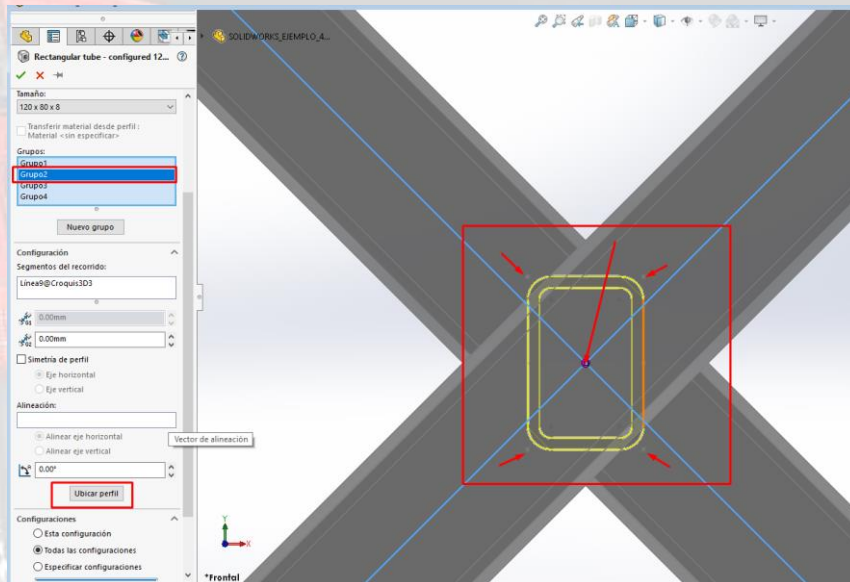 SOLIDWORKS_EJEMPLO_4...
Rectangular tube - configured 12...
Tamaño:
120 x 80 x 8
Transferir material desde perfil :
Material <sin especificar>
Grupos:
Grupo1
Grupo2
Grupo3
Grupo4
Nuevo grupo
Configuración
Segmentos del recorrido:
Línea9@Croquis3D3
0.00mm
0.00mm
Simetría de perfil
Eje horizontal
Eje vertical
Alineación:
Alinear eje horizontal
Vector de alineación
Alinear eje vertical
0.00°
Ubicar perfil
Configuraciones
Esta configuración
Todas las configuraciones
Especificar configuraciones
Y
X
*Frontal